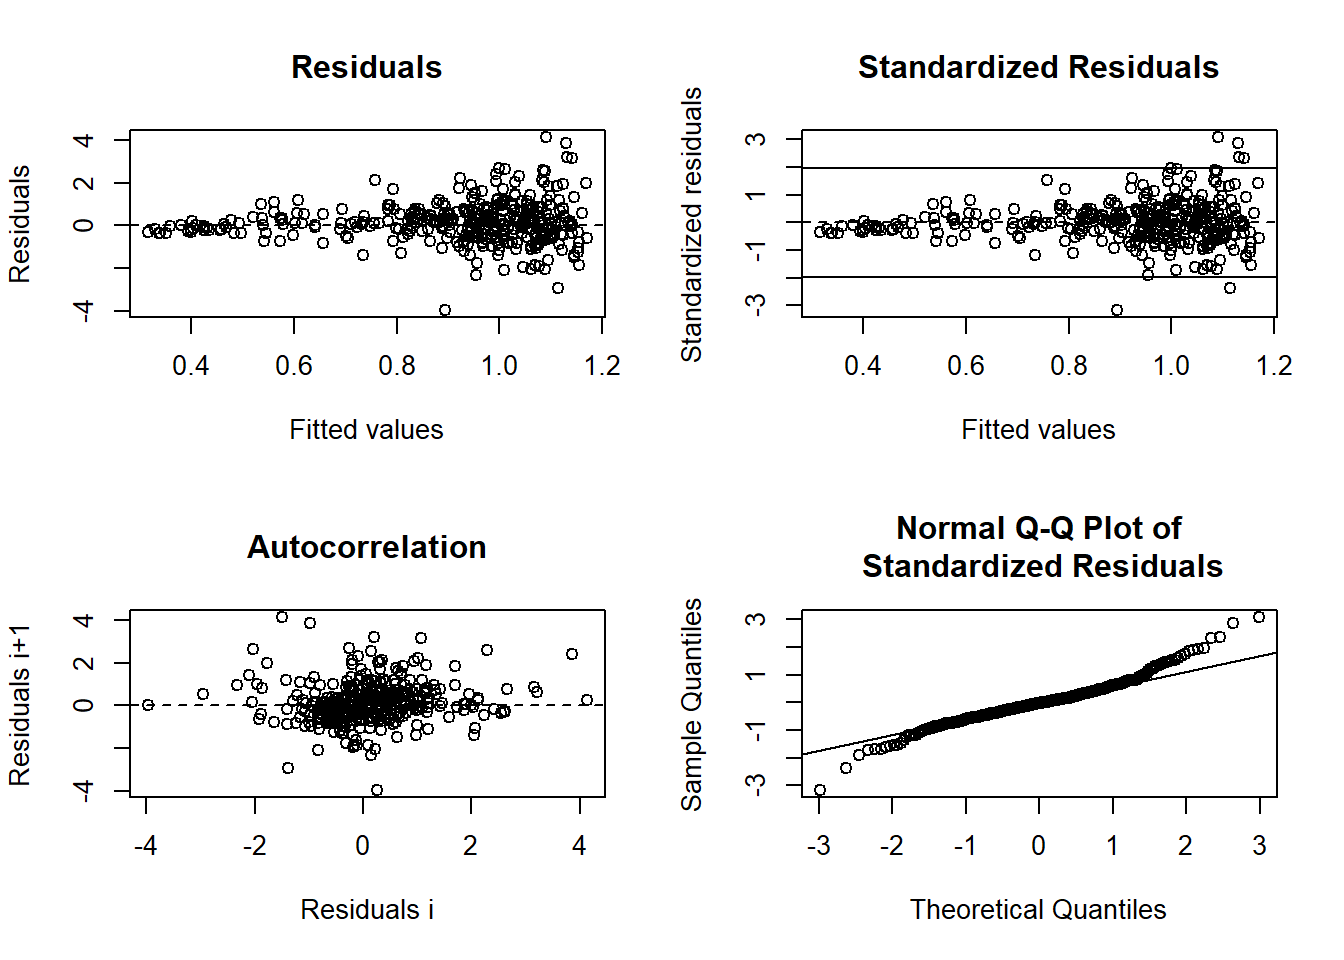 Residuals
Residuals
4
2
0
-4
0.4 0.6 0.8 1.0 1.2
Fitted values
Standardized Residuals
Standardized residuals
3
1
-1
-3
0.4 0.6 0.8 1.0 1.2
Fitted values
Autocorrelation
Residuals i+1
4
2
0
-4
-4 -2 0 2 4
Residuals i
Normal Q-Q Plot of
Standardized Residuals
Sample Quantiles
3
1
-1
-3
-3 -2 -1 0 1 2 3
Theoretical Quantiles